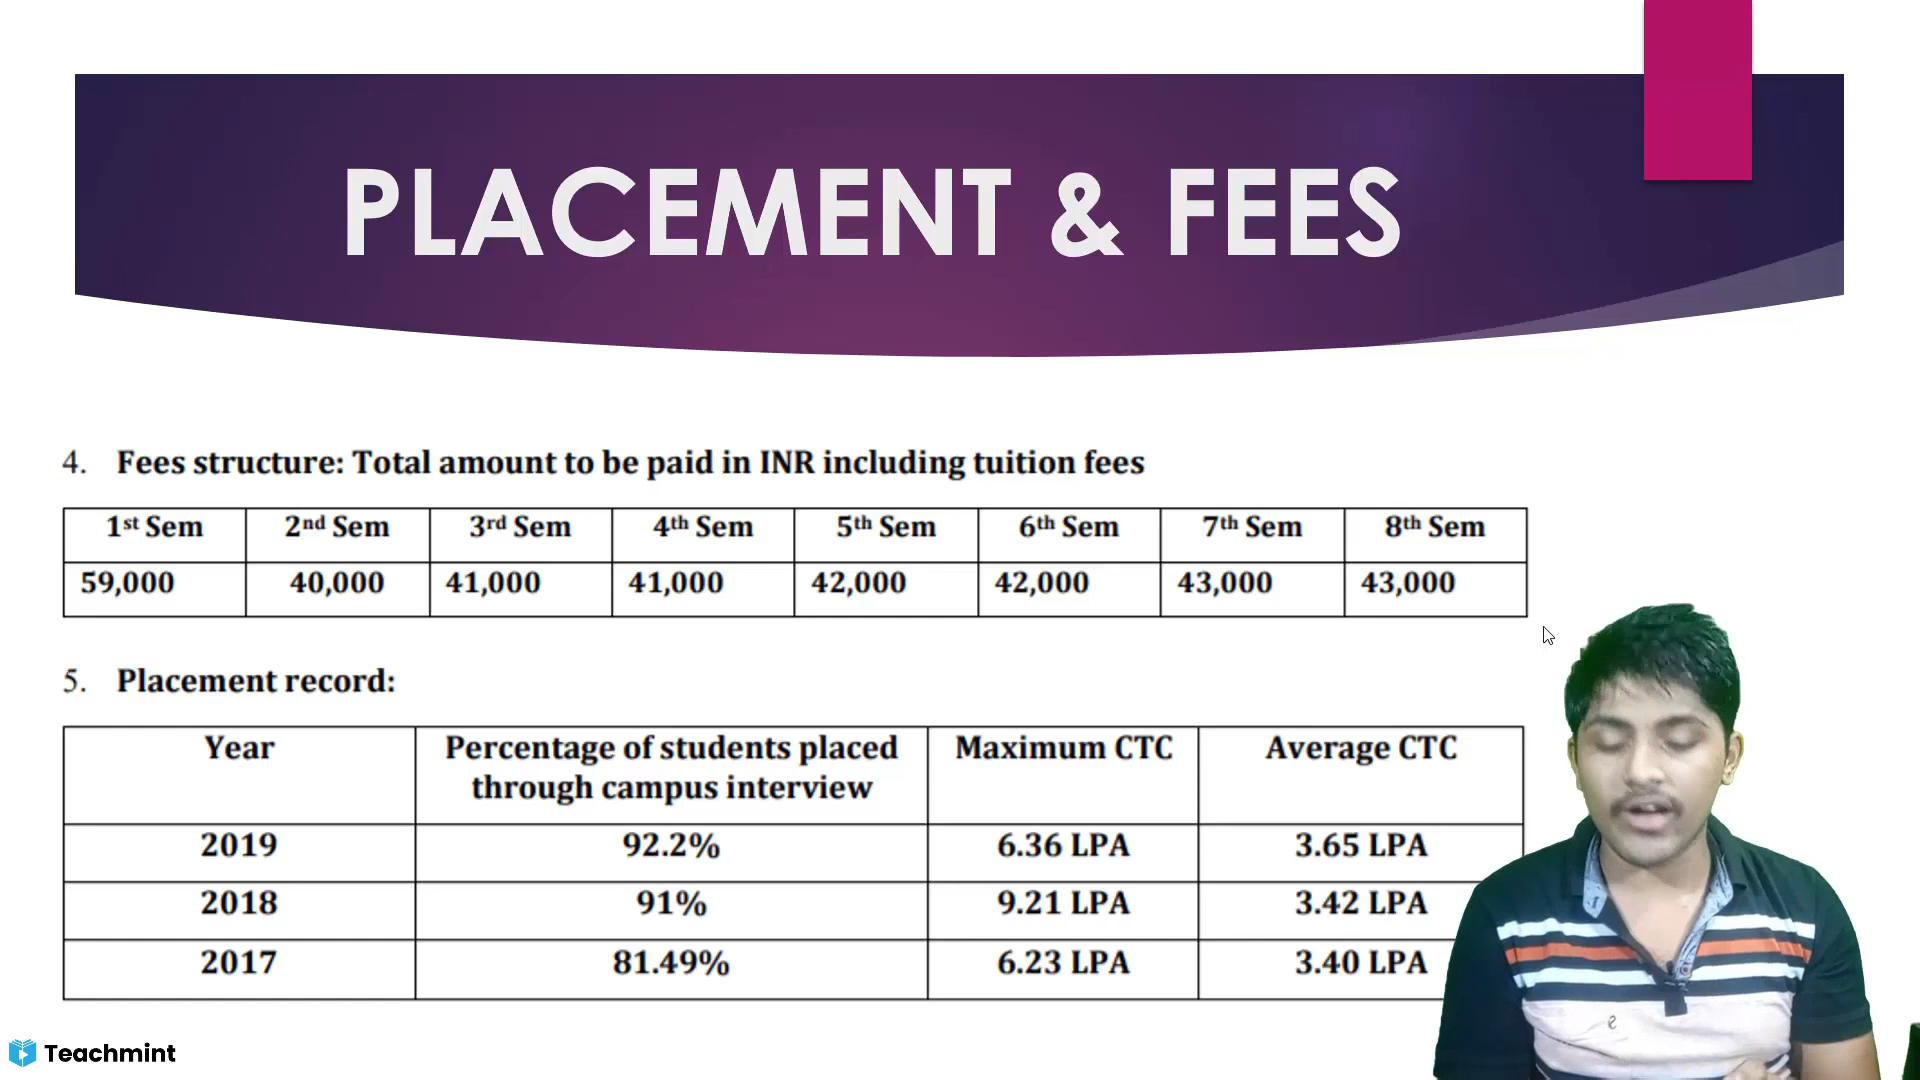 PLACEMENT & FEES
4. Fees structure: Total amount to be paid in INR including tuition fees
1st Sem 2nd Sem 3rd Sem 4th Sem 5th Sem 6th Sem 7th Sem 8th Sem
59,000 40,000 41,000 41,000 42,000 42,000 43,000 43,000
5. Placement record:
Year Percentage of students placed through campus interview Maximum CTC Average CTC
2019 92.2% 6.36 LPA 3.65 LPA
2018 91% 9.21 LPA 3.42 LPA
2017 81.49% 6.23 LPA 3.40 LPA
Teachmint